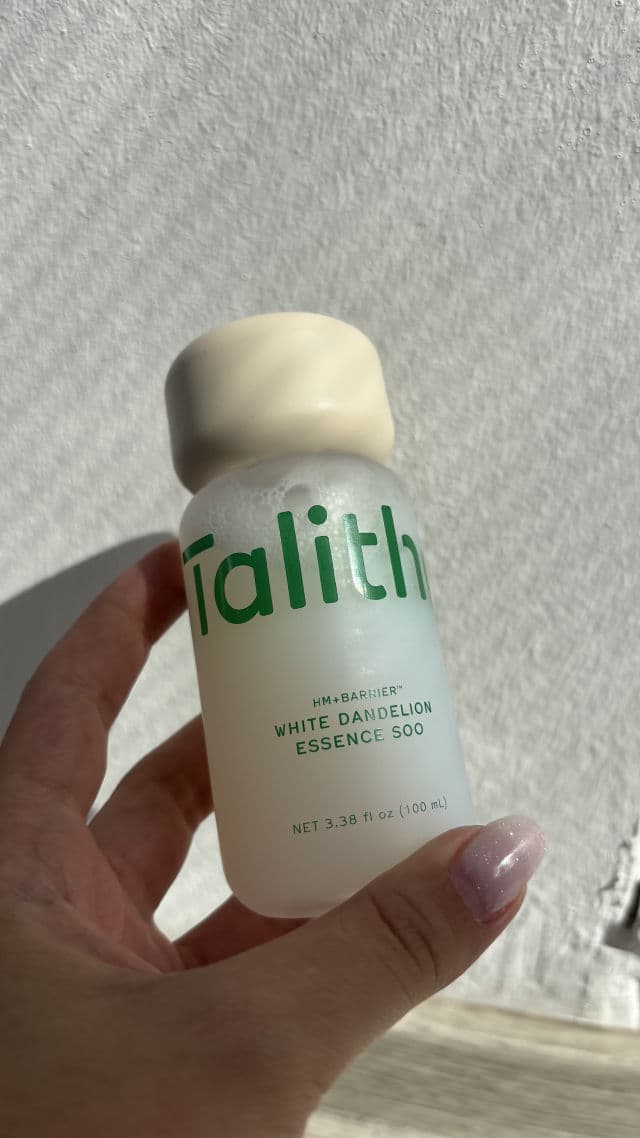 Talith
HM+BARRIER™
WHITE DANDELION
ESSENCE SOO
NET 3.38 fl oz (100 mL)